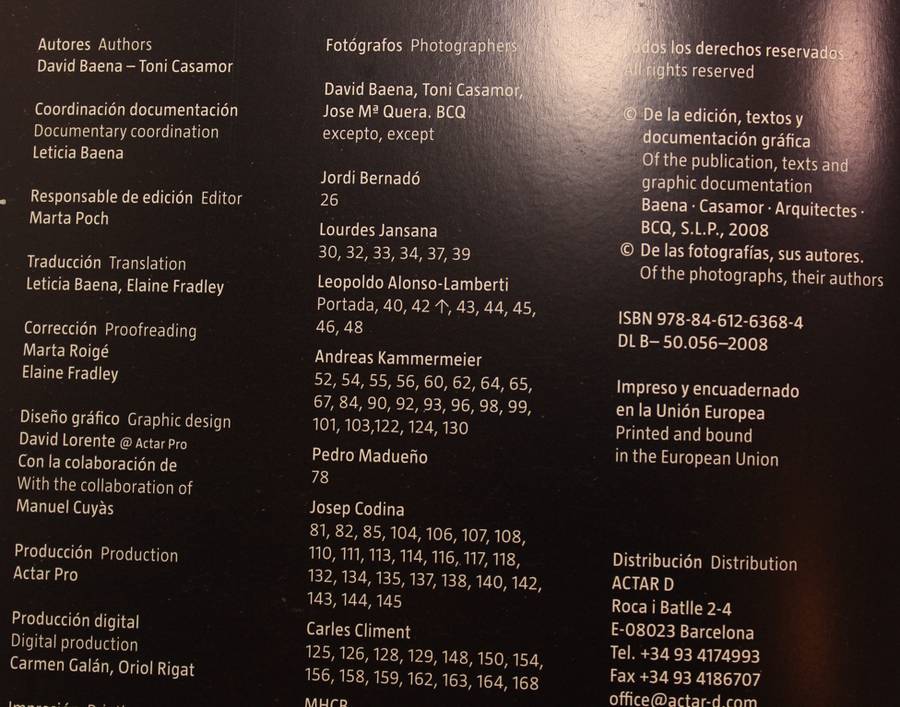 Autores Authors
David Baena – Toni Casamor
Coordinación documentación
Documentary coordination
Leticia Baena
Responsable de edición Editor
Marta Poch
Traducción Translation
Leticia Baena, Elaine Fradley
Corrección Proofreading
Marta Roigé
Elaine Fradley
Diseño gráfico Graphic design
David Lorente @ Actar Pro
Con la colaboración de
With the collaboration of
Manuel Cuyàs
Producción Production
Actar Pro
Producción digital
Digital production
Carmen Galán, Oriol Rigat
Fotógrafos Photographers
David Baena, Toni Casamor,
Jose Mª Quera. BCQ
excepto, except
Jordi Bernadó
26
Lourdes Jansana
30, 32, 33, 34, 37, 39
Leopoldo Alonso-Lamberti
Portada, 40, 42 ↑, 43, 44, 45,
46, 48
Andreas Kammermeier
52, 54, 55, 56, 60, 62, 64, 65,
67, 84, 90, 92, 93, 96, 98, 99,
101, 103,122, 124, 130
Pedro Madueño
78
Josep Codina
81, 82, 85, 104, 106, 107, 108,
110, 111, 113, 114, 116, 117, 118,
132, 134, 135, 137, 138, 140, 142,
143, 144, 145
Carles Climent
125, 126, 128, 129, 148, 150, 154,
156, 158, 159, 162, 163, 164, 168
MHCB
Todos los derechos reservados
All rights reserved
© De la edición, textos y
documentación gráfica
Of the publication, texts and
graphic documentation
Baena · Casamor · Arquitectes ·
BCQ, S.L.P., 2008
© De las fotografías, sus autores.
Of the photographs, their authors
ISBN 978-84-612-6368-4
DL B– 50.056–2008
Impreso y encuadernado
en la Unión Europea
Printed and bound
in the European Union
Distribución Distribution
ACTAR D
Roca i Batlle 2-4
E-08023 Barcelona
Tel. +34 93 4174993
Fax +34 93 4186707
office@actar-d.com